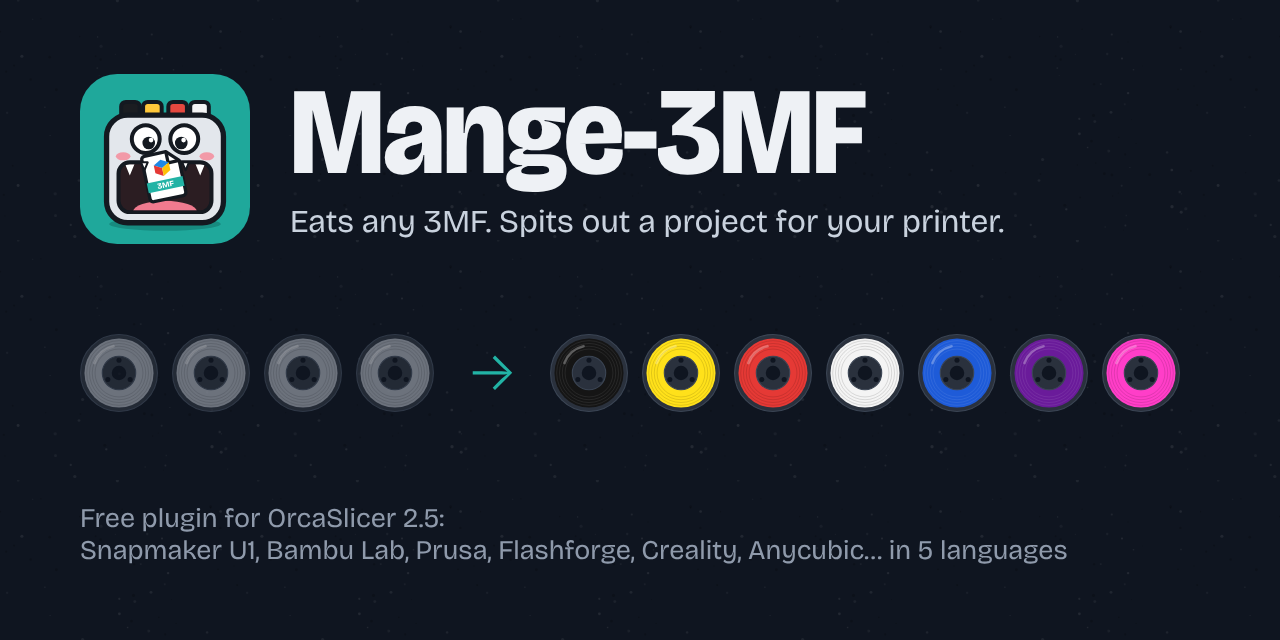 3MF
Mange-3MF
Eats any 3MF. Spits out a project for your printer.
Free plugin for OrcaSlicer 2.5:
Snapmaker U1, Bambu Lab, Prusa, Flashforge, Creality, Anycubic... in 5 languages